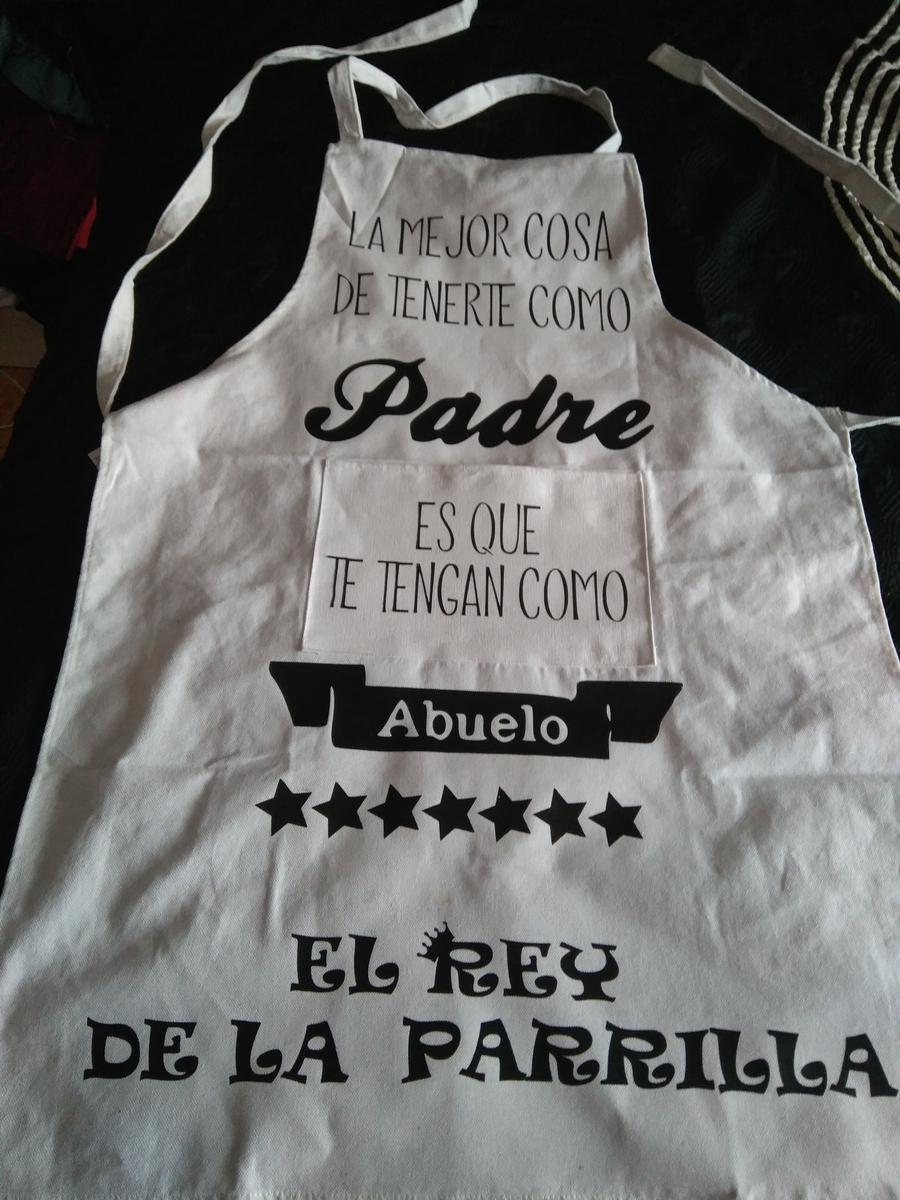 LA MEJOR COSA
DE TENERTE COMO
Padre
ES QUE
TE TENGAN COMO
Abuelo
EL REY
DE LA PARRILLA